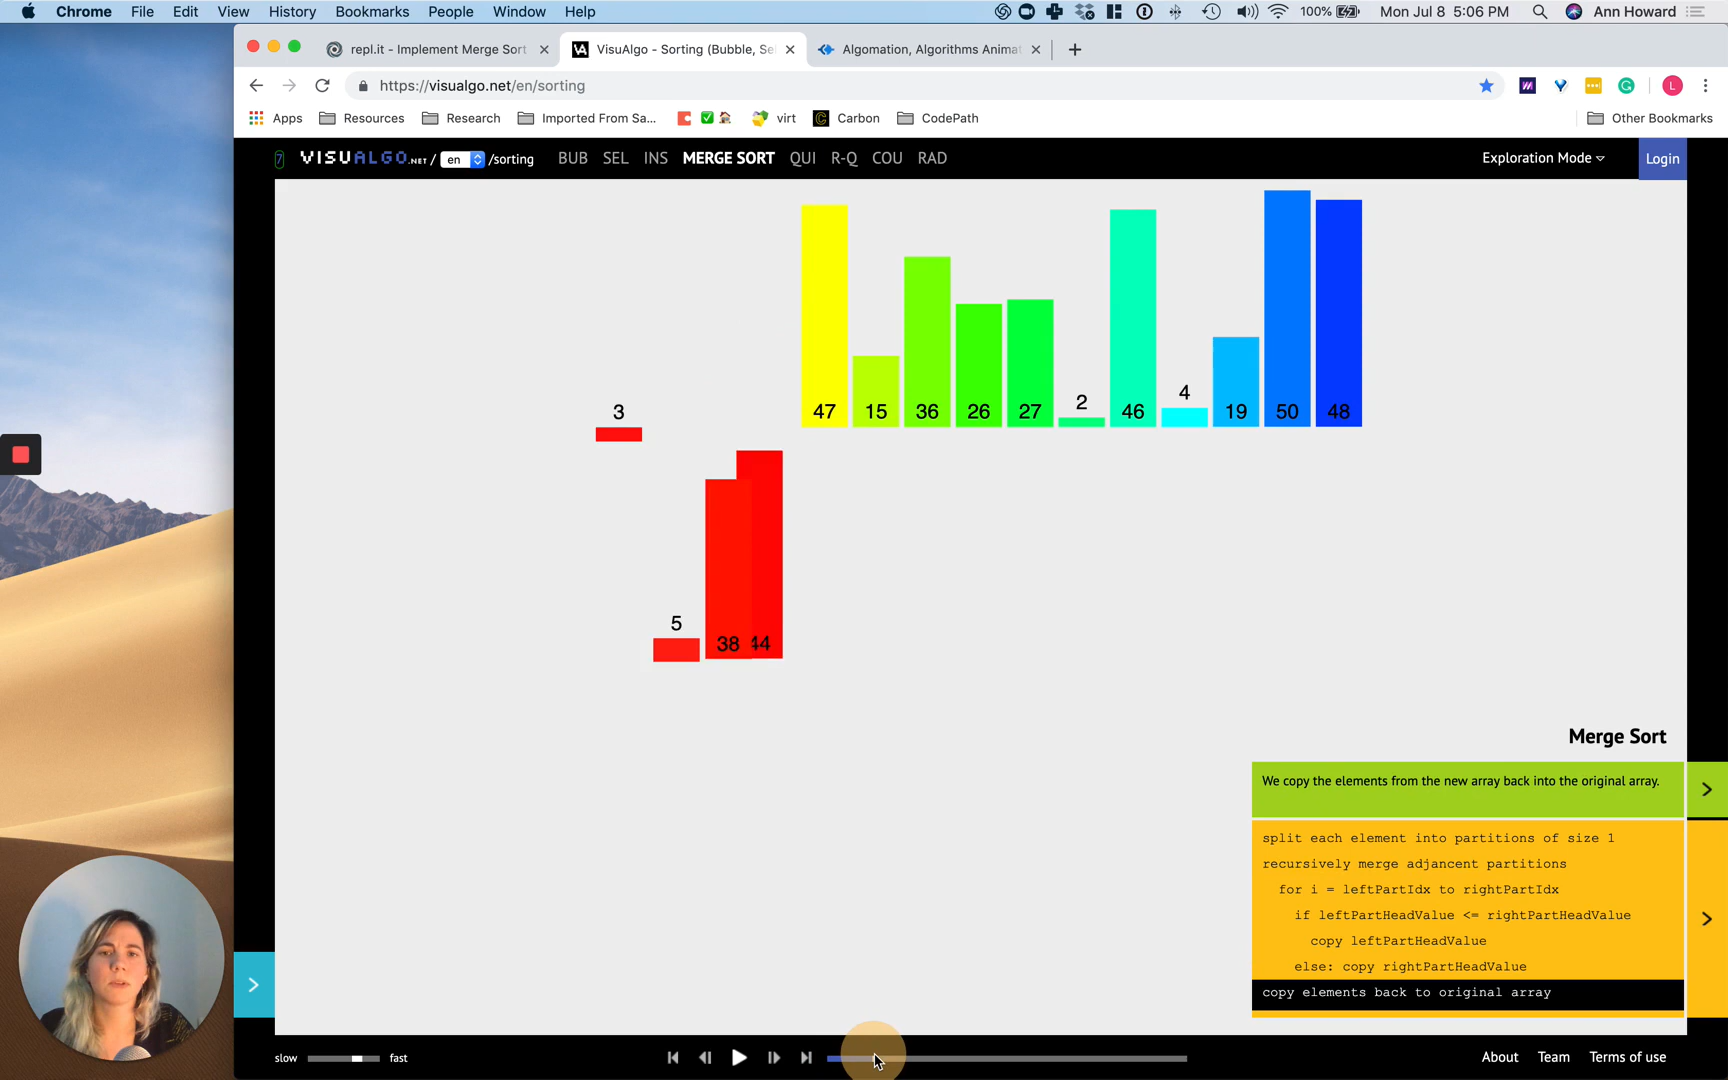 Chrome File Edit View History Bookmarks People Window Help 100% Mon Jul 8 5:06 PM Ann Howard
repl.it - Implement Merge Sort VisuAlgo - Sorting (Bubble, Se Algomation, Algorithms Animat
https://visualgo.net/en/sorting L
Apps Resources Research Imported From Sa... virt Carbon CodePath Other Bookmarks
7 VISUALGO.NET / en /sorting BUB SEL INS MERGE SORT QUI R-Q COU RAD Exploration Mode Login
3 47 15 36 26 27 2 46 4 19 50 48
5 38 44
Merge Sort
We copy the elements from the new array back into the original array.
split each element into partitions of size 1
recursively merge adjancent partitions
for i = leftPartIdx to rightPartIdx
if leftPartHeadValue <= rightPartHeadValue
copy leftPartHeadValue
else: copy rightPartHeadValue
copy elements back to original array
slow fast About Team Terms of use